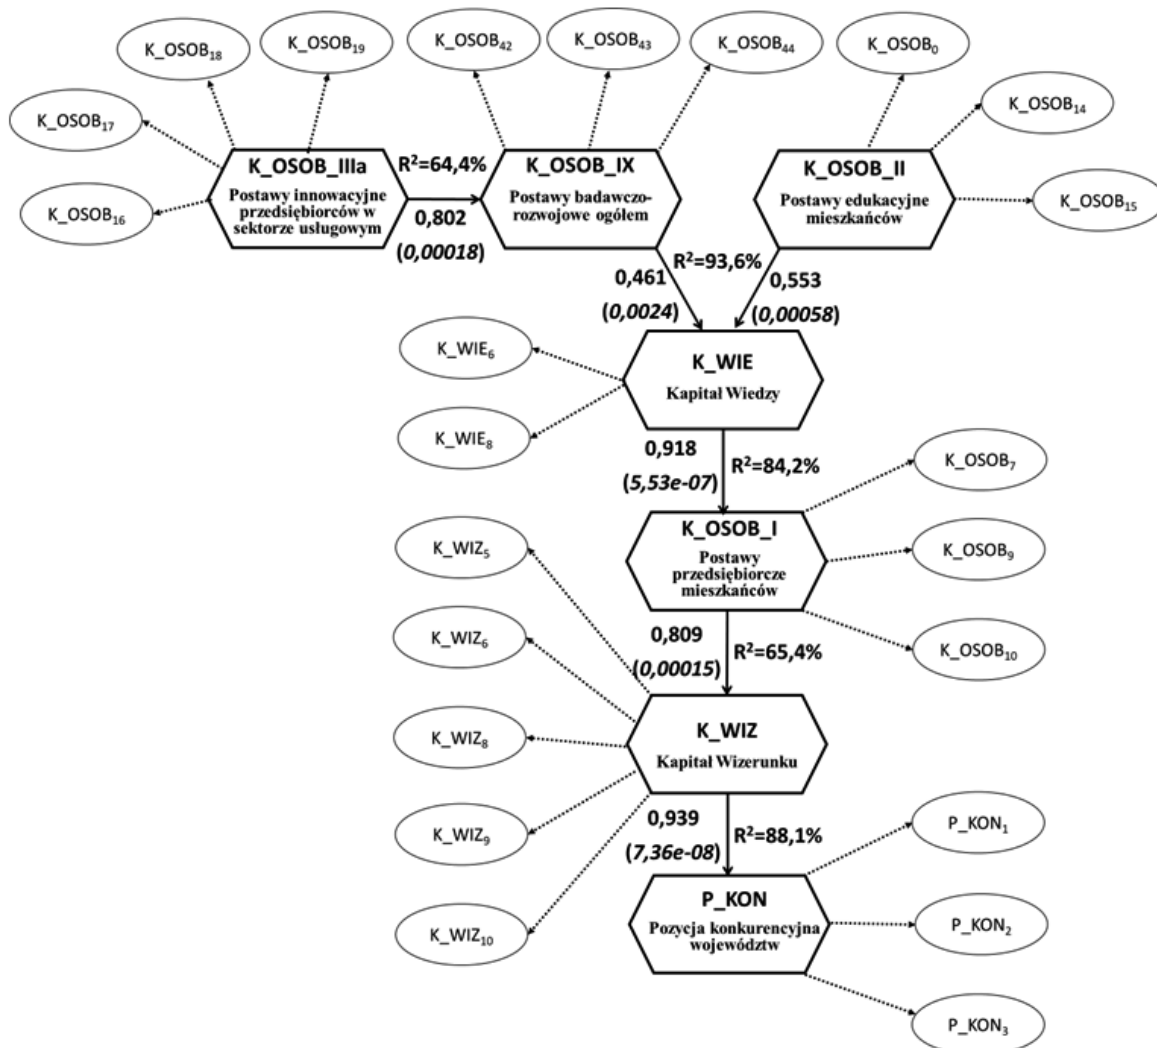 K_OSOB₁₈
K_OSOB₁₉
K_OSOB₄₂
K_OSOB₄₃
K_OSOB₄₄
K_OSOB₀
K_OSOB₁₄
K_OSOB₁₇
K_OSOB₁₆
K_OSOB₁₅
K_OSOB_IIIa
Postawy innowacyjne
przedsiębiorców w
sektorze usługowym
R²=64,4%
0,802
(0,00018)
K_OSOB_IX
Postawy badawczo-
rozwojowe ogółem
K_OSOB_II
Postawy edukacyjne
mieszkańców
R²=93,6%
0,461
(0,0024)
0,553
(0,00058)
K_WIE₆
K_WIE₈
K_WIE
Kapitał Wiedzy
0,918
(5,53e-07)
R²=84,2%
K_OSOB₇
K_OSOB₉
K_OSOB₁₀
K_OSOB_I
Postawy
przedsiębiorcze
mieszkańców
0,809
(0,00015)
R²=65,4%
K_WIZ₅
K_WIZ₆
K_WIZ₈
K_WIZ₉
K_WIZ₁₀
K_WIZ
Kapitał Wizerunku
0,939
(7,36e-08)
R²=88,1%
P_KON
Pozycja konkurencyjna
województw
P_KON₁
P_KON₂
P_KON₃